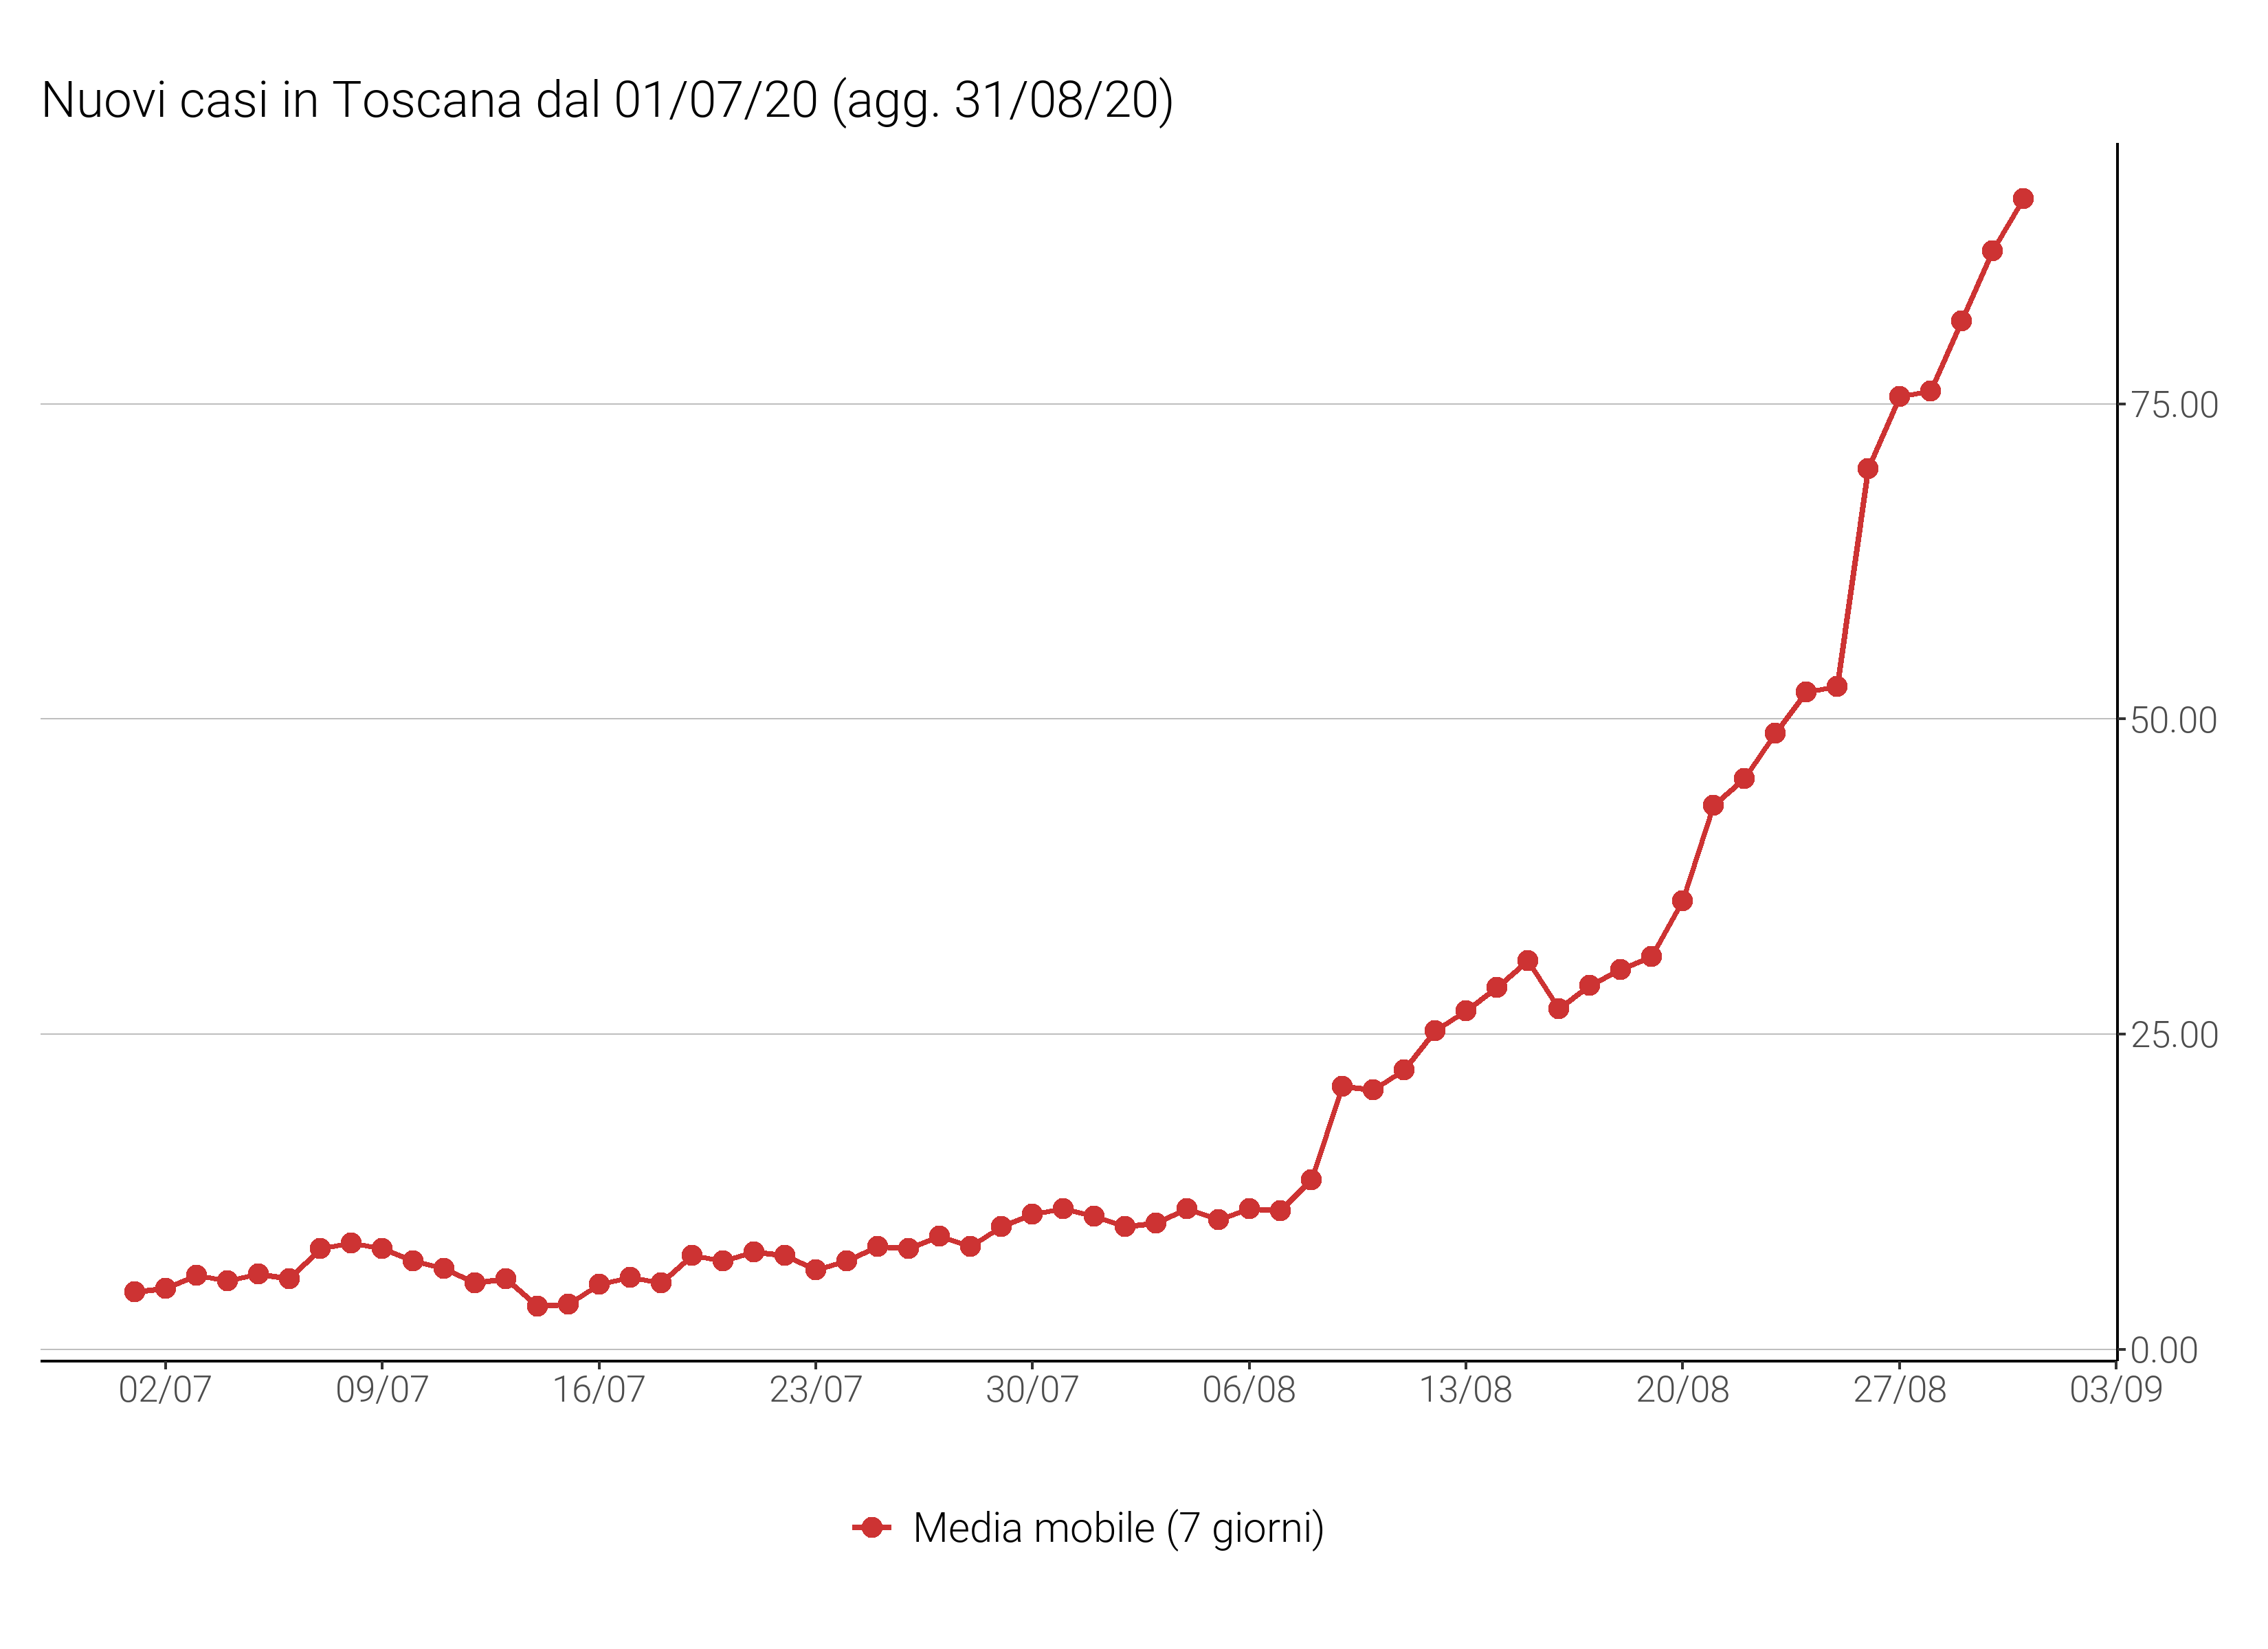 Nuovi casi in Toscana dal 01/07/20 (agg. 31/08/20)
75.00
50.00
25.00
0.00
02/07 09/07 16/07 23/07 30/07 06/08 13/08 20/08 27/08 03/09
Media mobile (7 giorni)